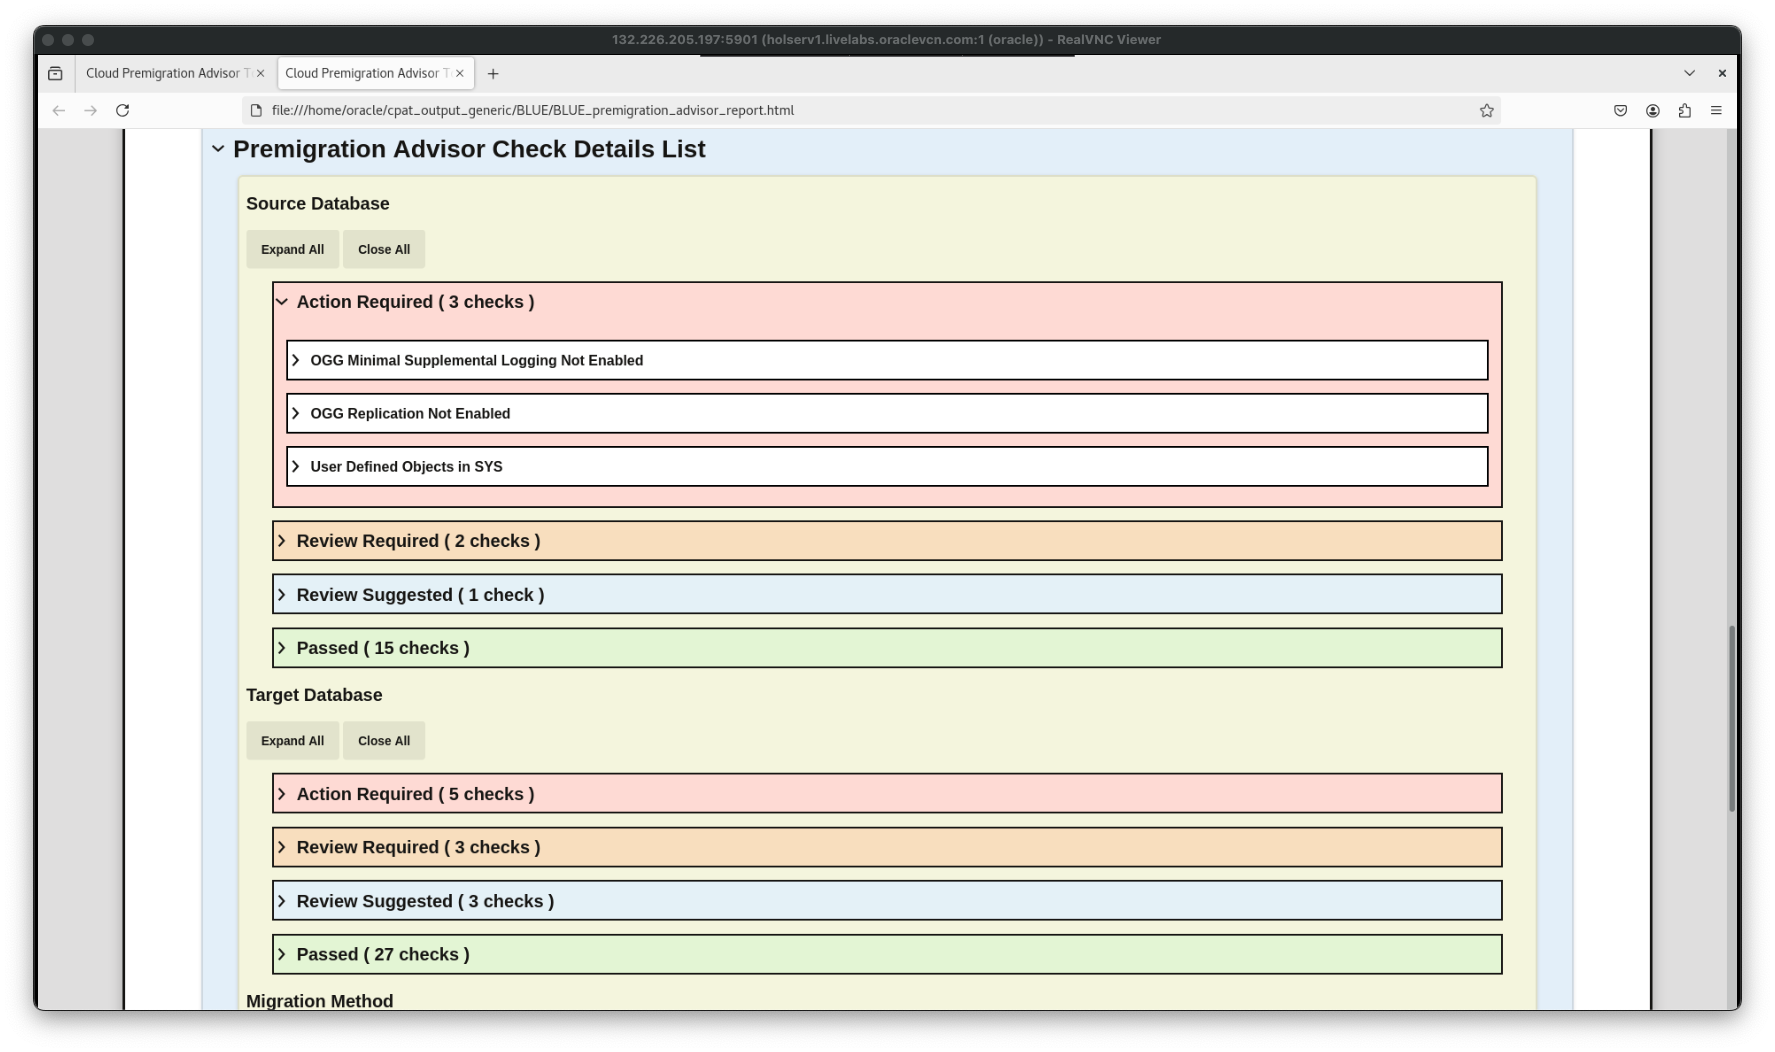 132.226.205.197:5901 (holserv1.livelabs.oraclevcn.com:1 (oracle)) - RealVNC Viewer
Cloud Premigration Advisor T
Cloud Premigration Advisor T
file:///home/oracle/cpat_output_generic/BLUE/BLUE_premigration_advisor_report.html
Premigration Advisor Check Details List
Source Database
Expand All Close All
Action Required ( 3 checks )
OGG Minimal Supplemental Logging Not Enabled
OGG Replication Not Enabled
User Defined Objects in SYS
Review Required ( 2 checks )
Review Suggested ( 1 check )
Passed ( 15 checks )
Target Database
Expand All Close All
Action Required ( 5 checks )
Review Required ( 3 checks )
Review Suggested ( 3 checks )
Passed ( 27 checks )
Migration Method